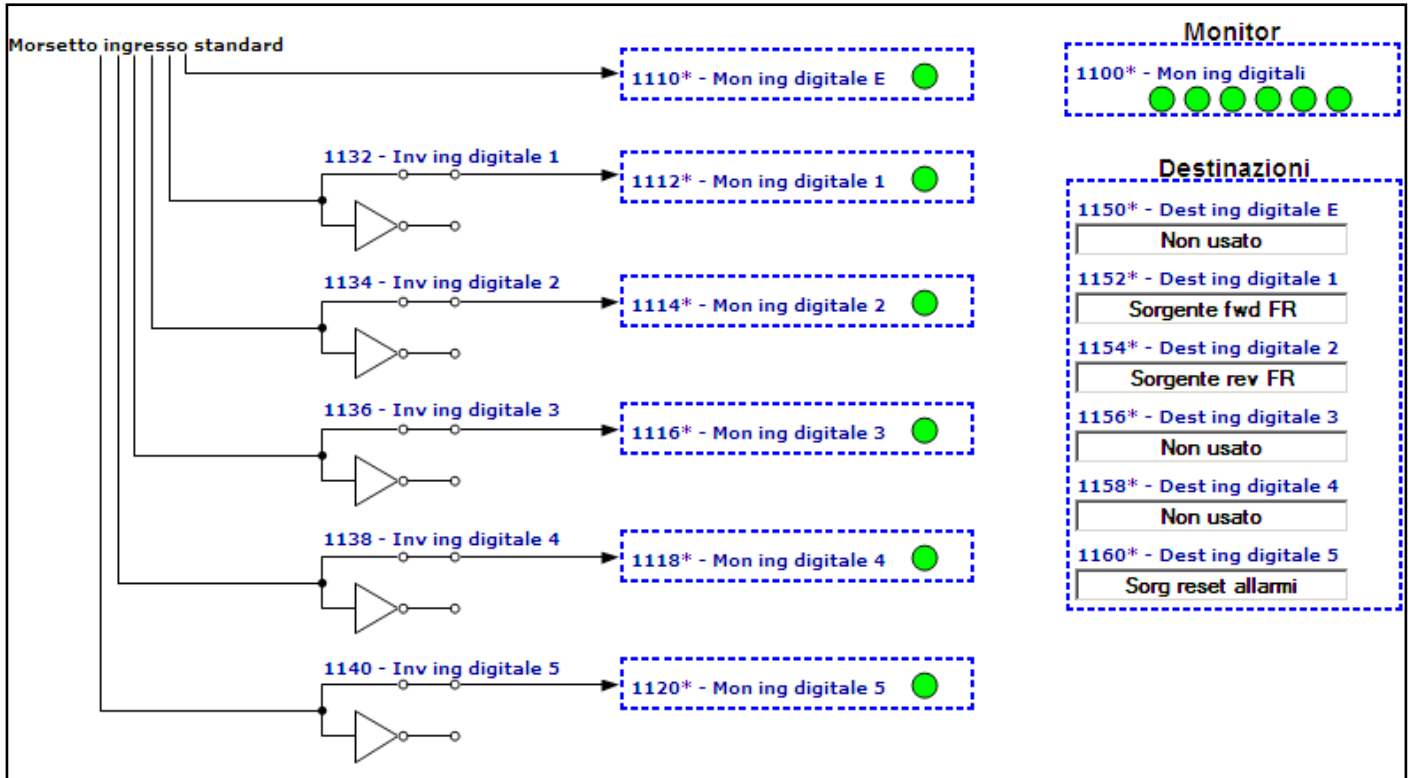 Morsetto ingresso standard
1110* - Mon ing digitale E
1132 - Inv ing digitale 1
1112* - Mon ing digitale 1
1134 - Inv ing digitale 2
1114* - Mon ing digitale 2
1136 - Inv ing digitale 3
1116* - Mon ing digitale 3
1138 - Inv ing digitale 4
1118* - Mon ing digitale 4
1140 - Inv ing digitale 5
1120* - Mon ing digitale 5
Monitor
1100* - Mon ing digitali
Destinazioni
1150* - Dest ing digitale E
Non usato
1152* - Dest ing digitale 1
Sorgente fwd FR
1154* - Dest ing digitale 2
Sorgente rev FR
1156* - Dest ing digitale 3
Non usato
1158* - Dest ing digitale 4
Non usato
1160* - Dest ing digitale 5
Sorg reset allarmi